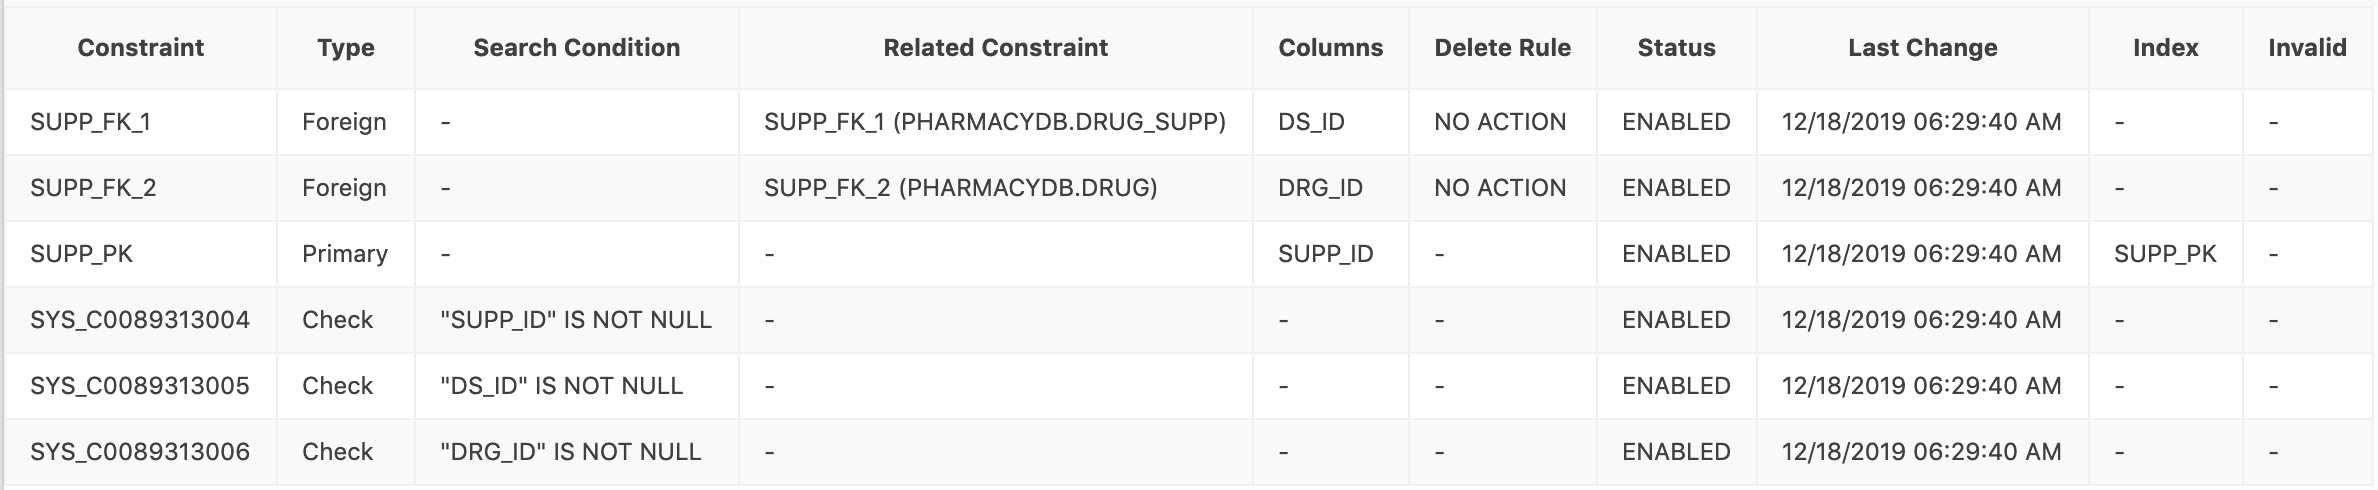 Constraint Type Search Condition Related Constraint Columns Delete Rule Status Last Change Index Invalid
SUPP_FK_1 Foreign - SUPP_FK_1 (PHARMACYDB.DRUG_SUPP) DS_ID NO ACTION ENABLED 12/18/2019 06:29:40 AM - -
SUPP_FK_2 Foreign - SUPP_FK_2 (PHARMACYDB.DRUG) DRG_ID NO ACTION ENABLED 12/18/2019 06:29:40 AM - -
SUPP_PK Primary - - SUPP_ID - ENABLED 12/18/2019 06:29:40 AM SUPP_PK -
SYS_C0089313004 Check "SUPP_ID" IS NOT NULL - - - ENABLED 12/18/2019 06:29:40 AM - -
SYS_C0089313005 Check "DS_ID" IS NOT NULL - - - ENABLED 12/18/2019 06:29:40 AM - -
SYS_C0089313006 Check "DRG_ID" IS NOT NULL - - - ENABLED 12/18/2019 06:29:40 AM - -